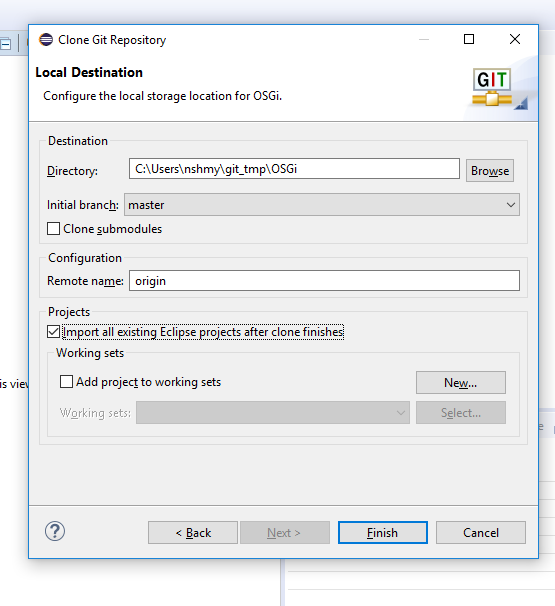 Clone Git Repository
Local Destination
Configure the local storage location for OSGi.
GIT
Destination
Directory: C:\Users\nshmy\git_tmp\OSGi Browse
Initial branch: master
Clone submodules
Configuration
Remote name: origin
Projects
Import all existing Eclipse projects after clone finishes
Working sets
is view
Add project to working sets New...
Working sets: Select...
? < Back Next > Finish Cancel